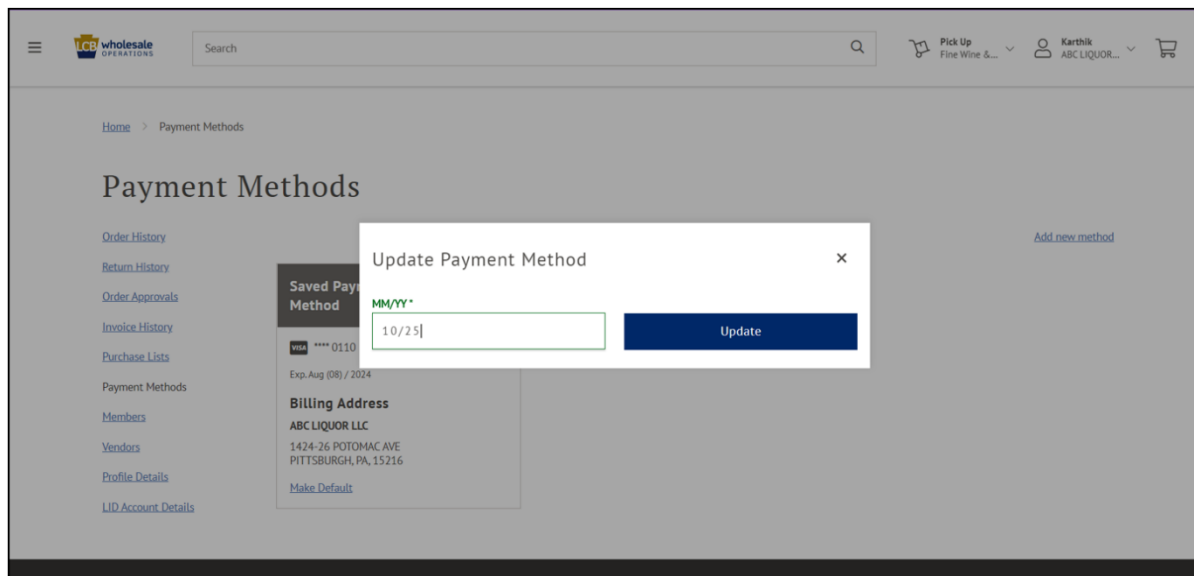 LCB wholesale
OPERATIONS
Search
Pick Up
Fine Wine &...
Karthik
ABC LIQUOR...
Home > Payment Methods
Payment Methods
Order History
Return History
Order Approvals
Invoice History
Purchase Lists
Payment Methods
Members
Vendors
Profile Details
LID Account Details
Add new method
Saved Pay
Method
VISA **** 0110
Exp. Aug (08) / 2024
Billing Address
ABC LIQUOR LLC
1424-26 POTOMAC AVE
PITTSBURGH, PA, 15216
Make Default
Update Payment Method
×
MM/YY *
10/25
Update